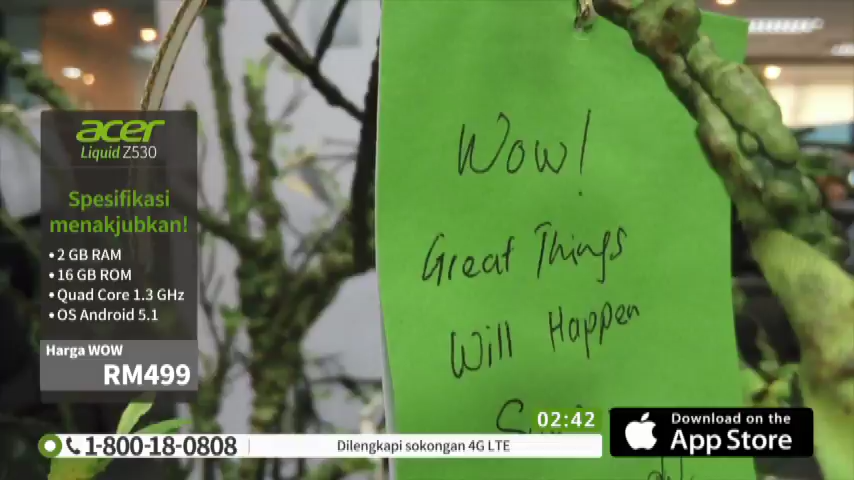 acer
Liquid Z530
Spesifikasi
menakjubkan!
• 2 GB RAM
• 16 GB ROM
• Quad Core 1.3 GHz
• OS Android 5.1
Harga WOW
RM499
Wow!
Great Things
Will Happen
02:42
1-800-18-0808
Dilengkapi sokongan 4G LTE
Download on the
App Store